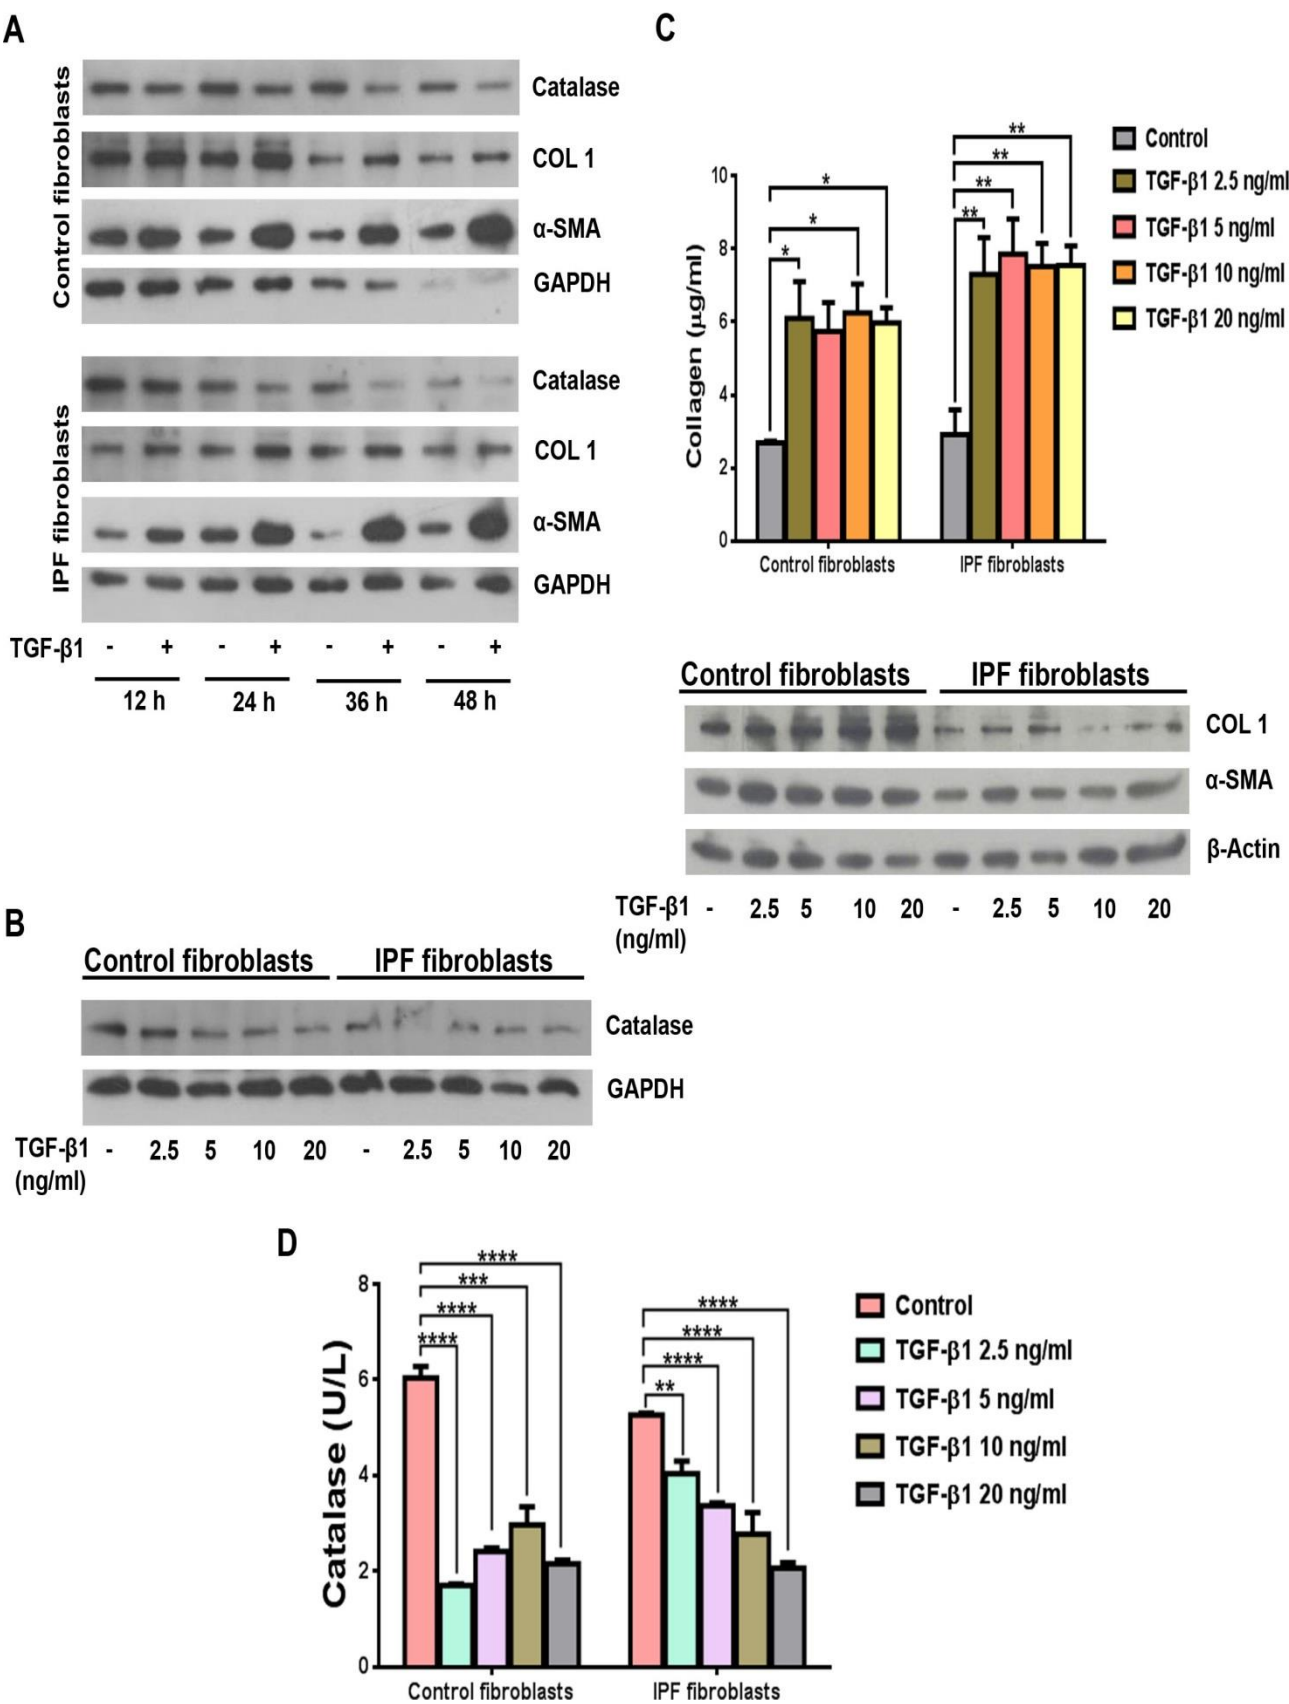 A
Control fibroblasts
Catalase
COL 1
α-SMA
GAPDH
IPF fibroblasts
Catalase
COL 1
α-SMA
GAPDH
TGF-β1 - + - + - + - +
12 h 24 h 36 h 48 h
C
Collagen (µg/ml)
10
8
6
4
2
0
* * *
** ** ** **
Control fibroblasts IPF fibroblasts
Control
TGF-β1 2.5 ng/ml
TGF-β1 5 ng/ml
TGF-β1 10 ng/ml
TGF-β1 20 ng/ml
Control fibroblasts IPF fibroblasts
COL 1
α-SMA
β-Actin
TGF-β1 - 2.5 5 10 20 - 2.5 5 10 20
(ng/ml)
B
Control fibroblasts IPF fibroblasts
Catalase
GAPDH
TGF-β1 - 2.5 5 10 20 - 2.5 5 10 20
(ng/ml)
D
Catalase (U/L)
8
6
4
2
0
****
***
****
****
****
****
****
**
Control fibroblasts IPF fibroblasts
Control
TGF-β1 2.5 ng/ml
TGF-β1 5 ng/ml
TGF-β1 10 ng/ml
TGF-β1 20 ng/ml